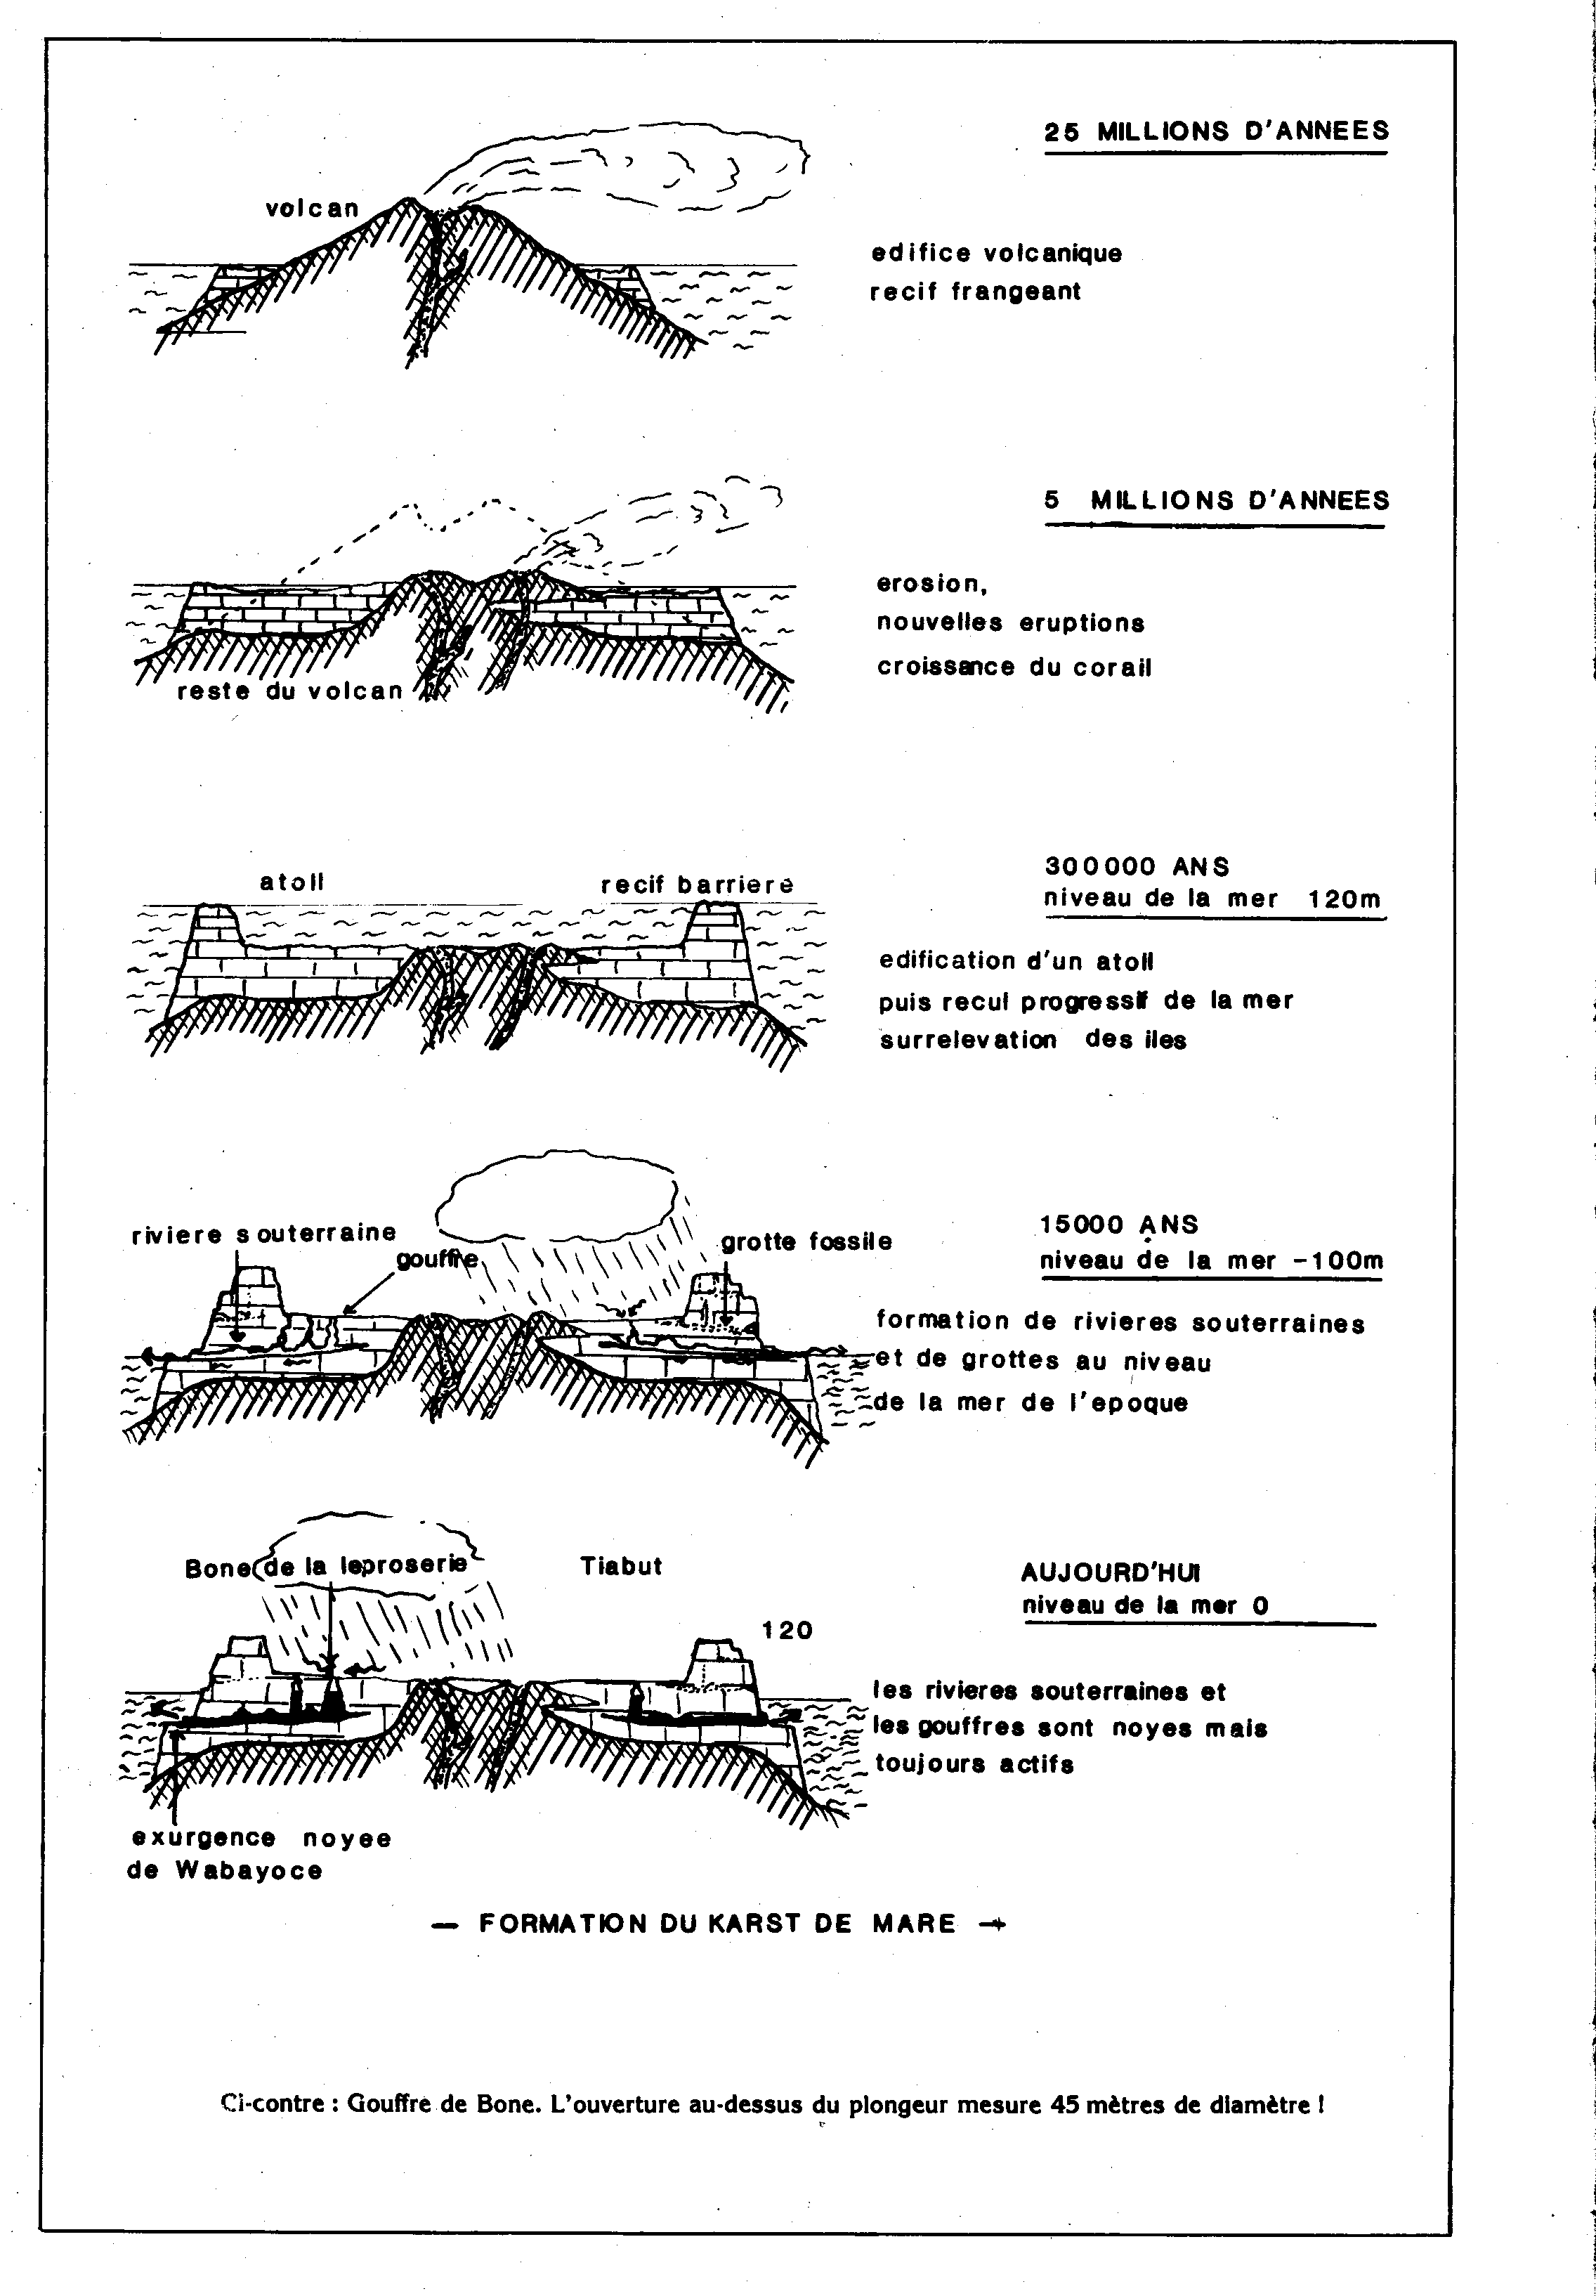 25 MILLIONS D'ANNEES
volcan
edifice volcanique
recif frangeant
5 MILLIONS D'ANNEES
erosion,
nouvelles eruptions
croissance du corail
reste du volcan
300000 ANS
niveau de la mer 120m
atoll
recif barriere
edification d'un atoll
puis recul progressif de la mer
surrelevation des iles
15000 ANS
niveau de la mer -100m
riviere souterraine
gouffre
grotte fossile
formation de rivieres souterraines
et de grottes au niveau
de la mer de l'epoque
Bone de la leproserie
Tiabut
AUJOURD'HUI
niveau de la mer 0
120
les rivieres souterraines et
les gouffres sont noyes mais
toujours actifs
exurgence noyee
de Wabayoce
— FORMATION DU KARST DE MARE —
Ci-contre : Gouffre de Bone. L'ouverture au-dessus du plongeur mesure 45 mètres de diamètre !